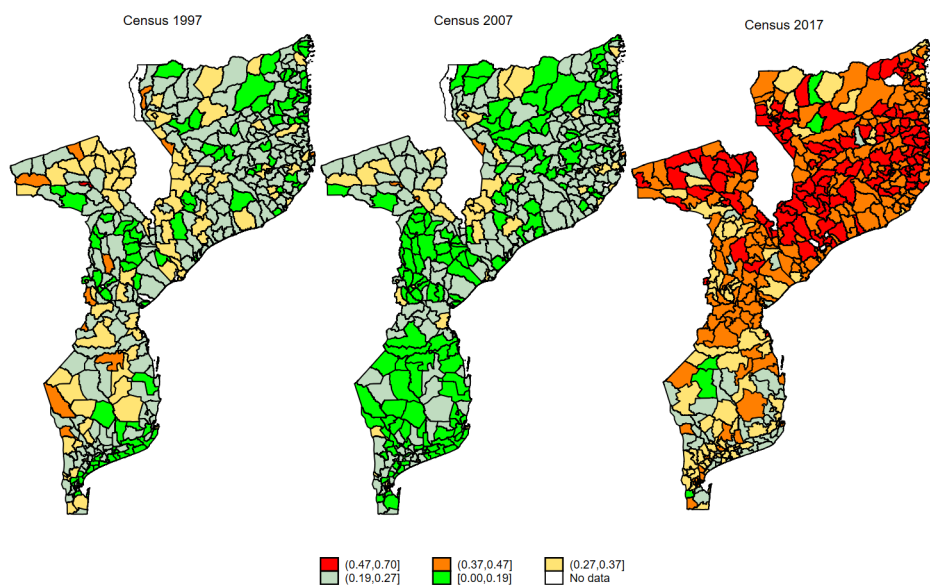 Census 1997
Census 2007
Census 2017
(0.47,0.70] (0.37,0.47] (0.27,0.37]
(0.19,0.27] [0.00,0.19] No data